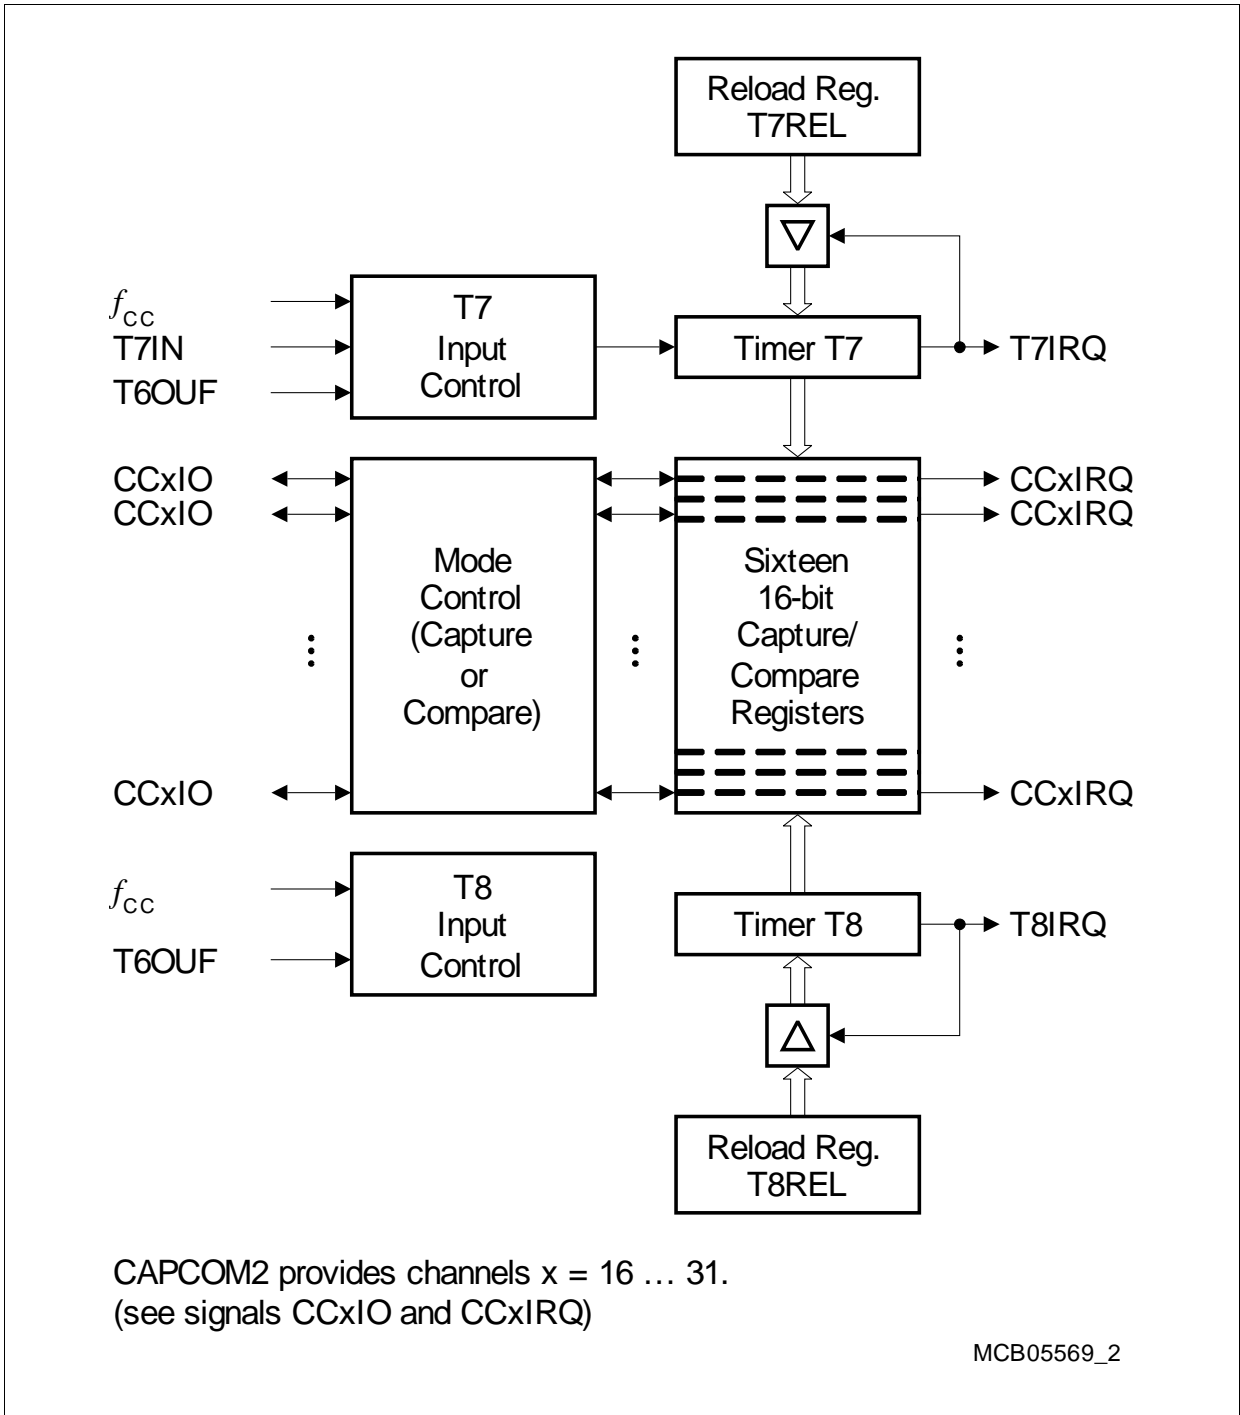 Reload Reg.
T7REL
fCC
T7IN
T6OUF
T7
Input
Control
Timer T7
T7IRQ
CCxIO
CCxIO
CCxIO
Mode
Control
(Capture
or
Compare)
Sixteen
16-bit
Capture/
Compare
Registers
CCxIRQ
CCxIRQ
CCxIRQ
fCC
T6OUF
T8
Input
Control
Timer T8
T8IRQ
Reload Reg.
T8REL
CAPCOM2 provides channels x = 16 … 31.
(see signals CCxIO and CCxIRQ)
MCB05569_2